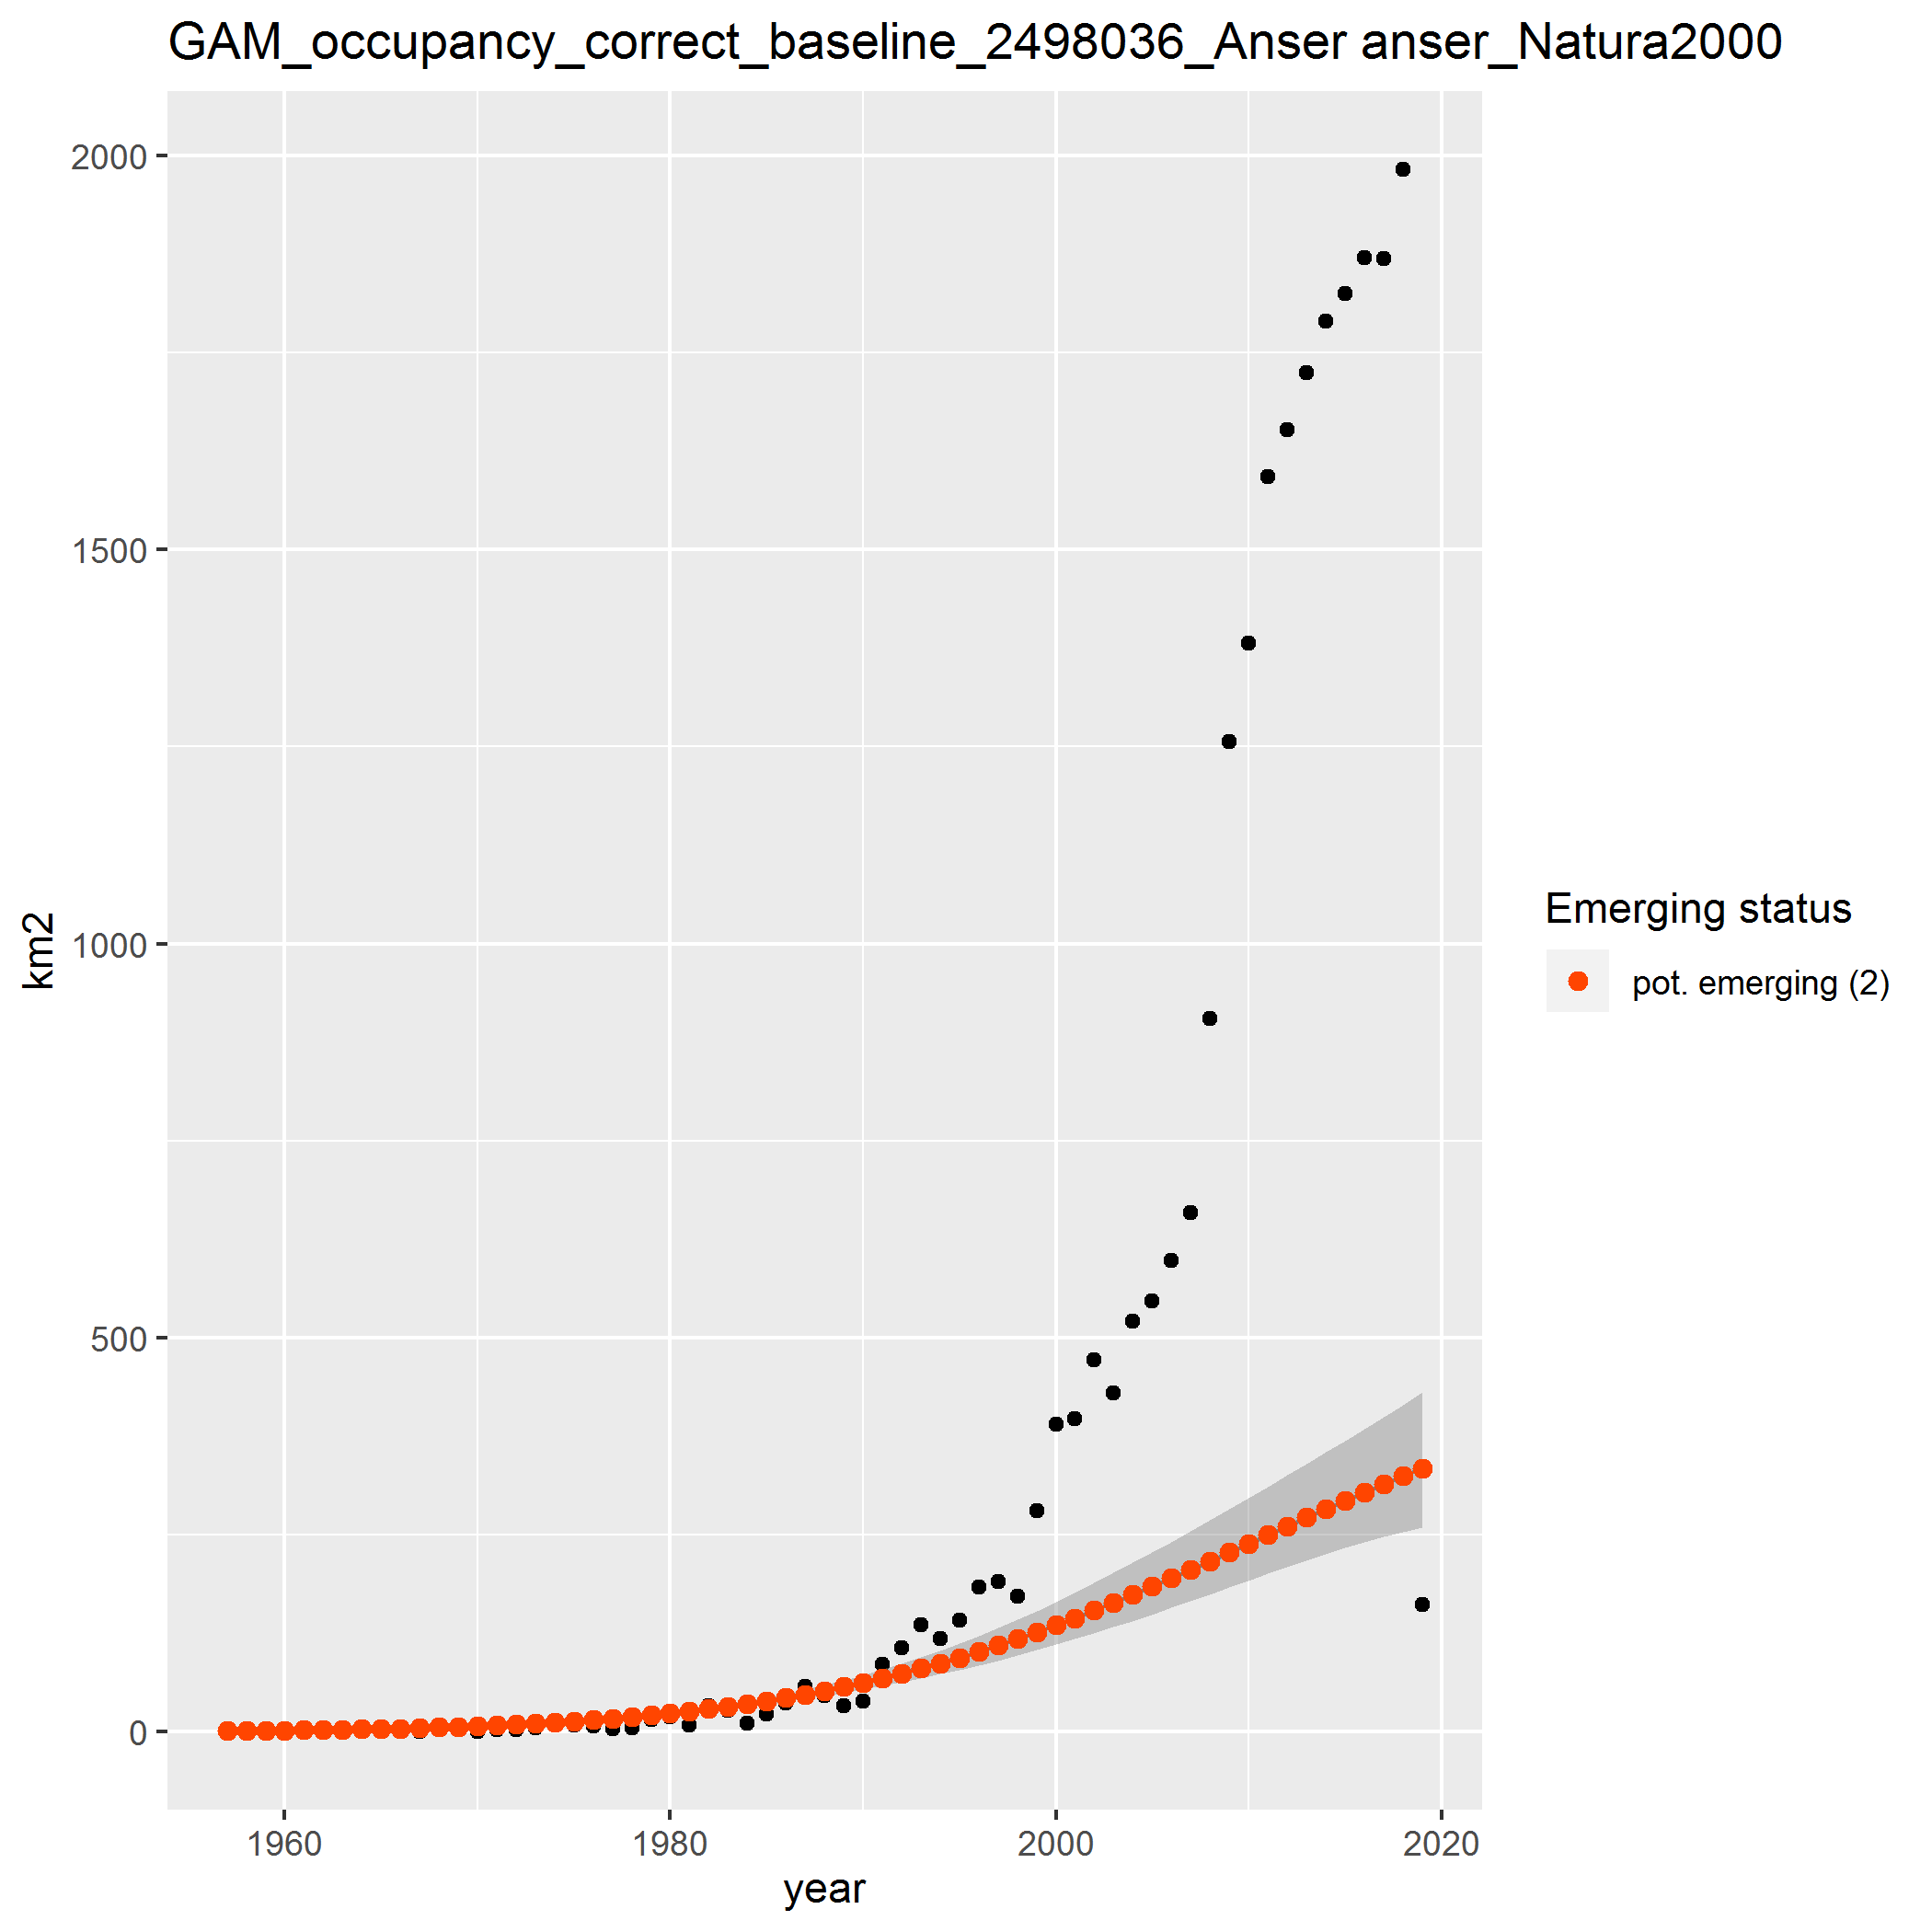 GAM_occupancy_correct_baseline_2498036_Anser anser_Natura2000
2000
1500
1000
500
0
km2
1960 1980 2000 2020
year
Emerging status
pot. emerging (2)